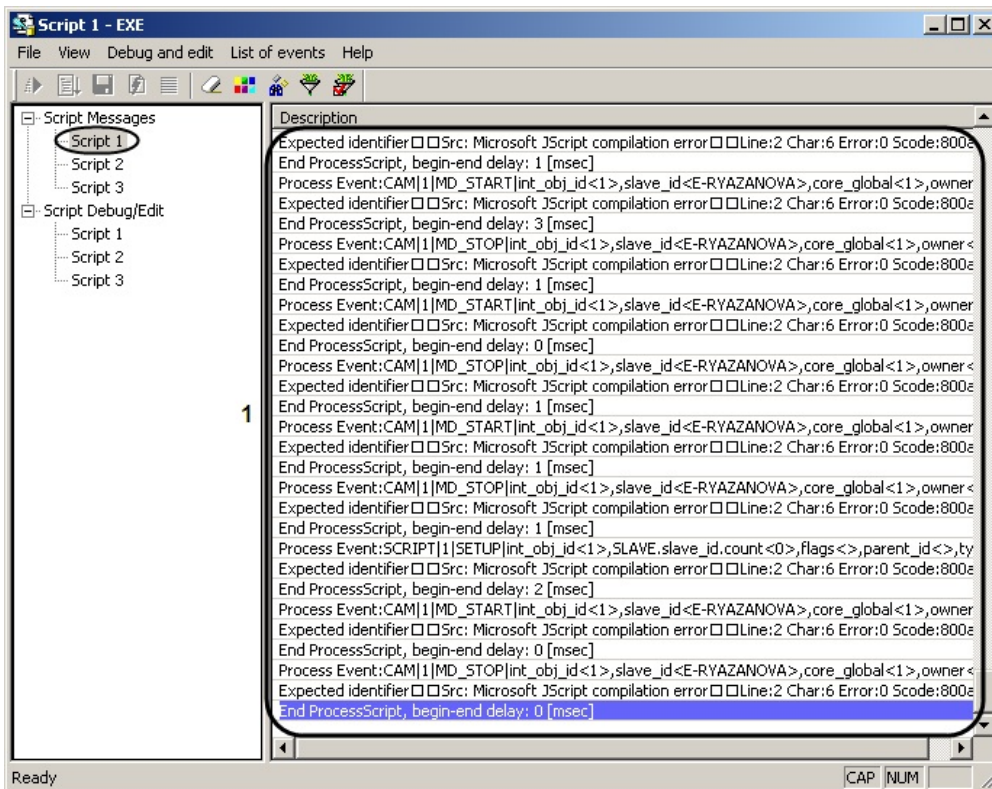 Script 1 - EXE
File View Debug and edit List of events Help
Script Messages
Script 1
Script 2
Script 3
Script Debug/Edit
Script 1
Script 2
Script 3
1
Description
Expected identifier□□Src: Microsoft JScript compilation error□□Line:2 Char:6 Error:0 Scode:800a
End ProcessScript, begin-end delay: 1 [msec]
Process Event:CAM|1|MD_START|int_obj_id<1>,slave_id<E-RYAZANOVA>,core_global<1>,owner
Expected identifier□□Src: Microsoft JScript compilation error□□Line:2 Char:6 Error:0 Scode:800a
End ProcessScript, begin-end delay: 3 [msec]
Process Event:CAM|1|MD_STOP|int_obj_id<1>,slave_id<E-RYAZANOVA>,core_global<1>,owner<
Expected identifier□□Src: Microsoft JScript compilation error□□Line:2 Char:6 Error:0 Scode:800a
End ProcessScript, begin-end delay: 1 [msec]
Process Event:CAM|1|MD_START|int_obj_id<1>,slave_id<E-RYAZANOVA>,core_global<1>,owner
Expected identifier□□Src: Microsoft JScript compilation error□□Line:2 Char:6 Error:0 Scode:800a
End ProcessScript, begin-end delay: 0 [msec]
Process Event:CAM|1|MD_STOP|int_obj_id<1>,slave_id<E-RYAZANOVA>,core_global<1>,owner<
Expected identifier□□Src: Microsoft JScript compilation error□□Line:2 Char:6 Error:0 Scode:800a
End ProcessScript, begin-end delay: 1 [msec]
Process Event:CAM|1|MD_START|int_obj_id<1>,slave_id<E-RYAZANOVA>,core_global<1>,owner
Expected identifier□□Src: Microsoft JScript compilation error□□Line:2 Char:6 Error:0 Scode:800a
End ProcessScript, begin-end delay: 1 [msec]
Process Event:CAM|1|MD_STOP|int_obj_id<1>,slave_id<E-RYAZANOVA>,core_global<1>,owner<
Expected identifier□□Src: Microsoft JScript compilation error□□Line:2 Char:6 Error:0 Scode:800a
End ProcessScript, begin-end delay: 1 [msec]
Process Event:SCRIPT|1|SETUP|int_obj_id<1>,SLAVE.slave_id.count<0>,flags<>,parent_id<>,ty
Expected identifier□□Src: Microsoft JScript compilation error□□Line:2 Char:6 Error:0 Scode:800a
End ProcessScript, begin-end delay: 2 [msec]
Process Event:CAM|1|MD_START|int_obj_id<1>,slave_id<E-RYAZANOVA>,core_global<1>,owner
Expected identifier□□Src: Microsoft JScript compilation error□□Line:2 Char:6 Error:0 Scode:800a
End ProcessScript, begin-end delay: 0 [msec]
Process Event:CAM|1|MD_STOP|int_obj_id<1>,slave_id<E-RYAZANOVA>,core_global<1>,owner<
Expected identifier□□Src: Microsoft JScript compilation error□□Line:2 Char:6 Error:0 Scode:800a
End ProcessScript, begin-end delay: 0 [msec]
Ready
CAP NUM